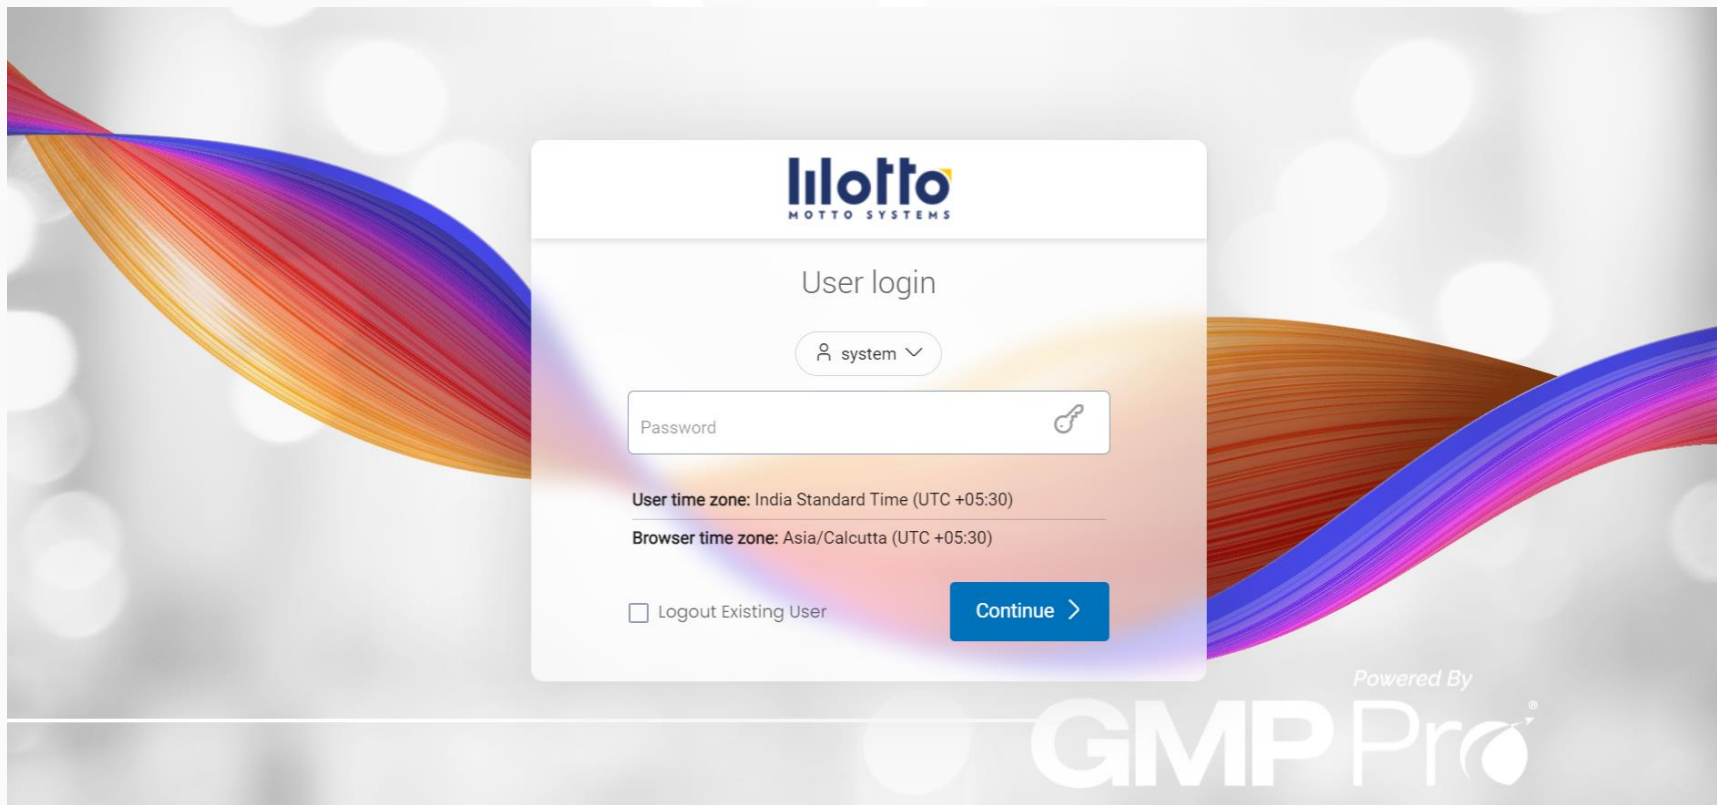 Motto
MOTTO SYSTEMS
User login
system
Password
User time zone: India Standard Time (UTC +05:30)
Browser time zone: Asia/Calcutta (UTC +05:30)
Logout Existing User
Continue
Powered By
GMP Pro®